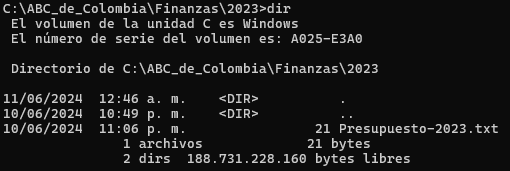 C:\ABC_de_Colombia\Finanzas\2023>dir
 El volumen de la unidad C es Windows
 El número de serie del volumen es: A025-E3A0

 Directorio de C:\ABC_de_Colombia\Finanzas\2023

11/06/2024  12:46 a. m.    <DIR>          .
10/06/2024  10:49 p. m.    <DIR>          ..
10/06/2024  11:06 p. m.                21 Presupuesto-2023.txt
               1 archivos             21 bytes
               2 dirs  188.731.228.160 bytes libres